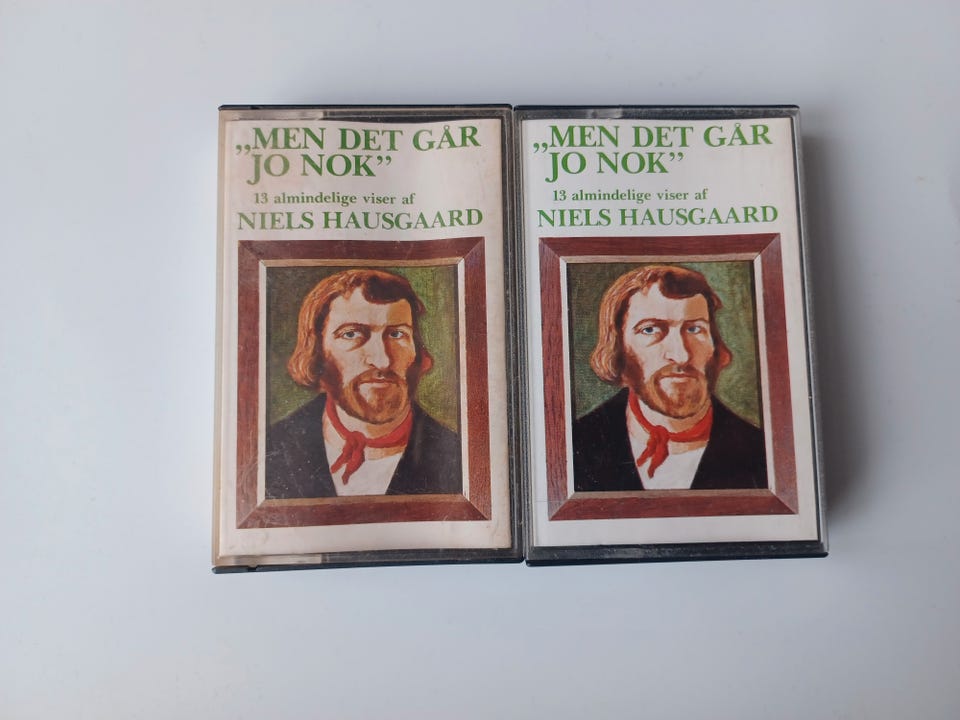 „MEN DET GÅR
JO NOK”
13 almindelige viser af
NIELS HAUSGAARD
„MEN DET GÅR
JO NOK”
13 almindelige viser af
NIELS HAUSGAARD